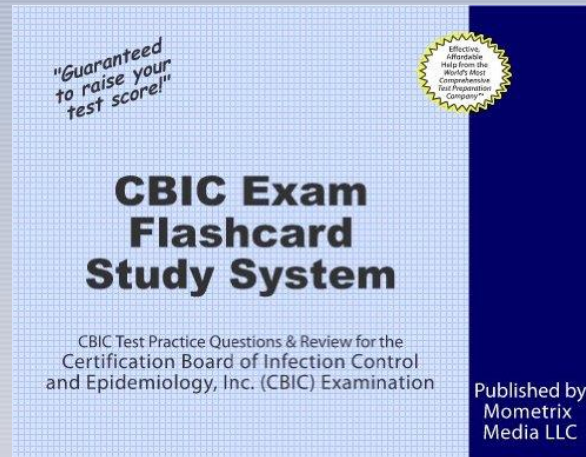 "Guaranteed
to raise your
test score!"
Effective,
Affordable
Help from the
World's Most
Comprehensive
Test Preparation
Company™"
CBIC Exam
Flashcard
Study System
CBIC Test Practice Questions & Review for the
Certification Board of Infection Control
and Epidemiology, Inc. (CBIC) Examination
Published by
Mometrix
Media LLC